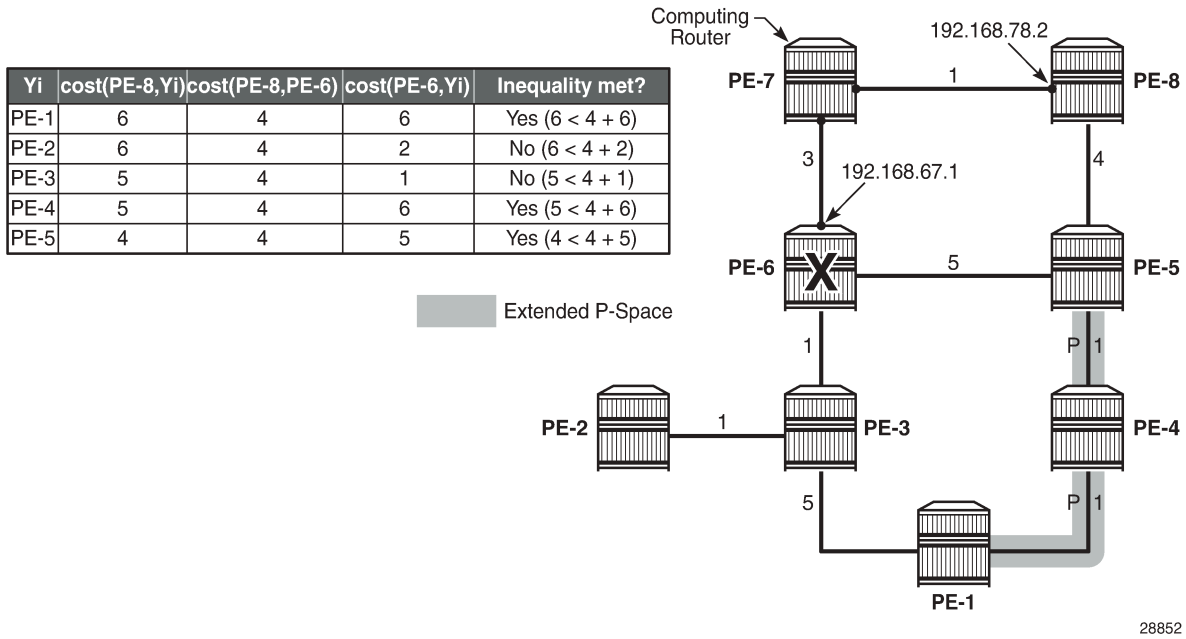 Computing
Router
192.168.78.2
PE-7
1
PE-8
Yi cost(PE-8,Yi) cost(PE-8,PE-6) cost(PE-6,Yi) Inequality met?
PE-1 6 4 6 Yes (6 < 4 + 6)
PE-2 6 4 2 No (6 < 4 + 2)
PE-3 5 4 1 No (5 < 4 + 1)
PE-4 5 4 6 Yes (5 < 4 + 6)
PE-5 4 4 5 Yes (4 < 4 + 5)
3
4
192.168.67.1
PE-6
X
5
PE-5
Extended P-Space
1
P 1
PE-2
1
PE-3
PE-4
5
P 1
PE-1
28852